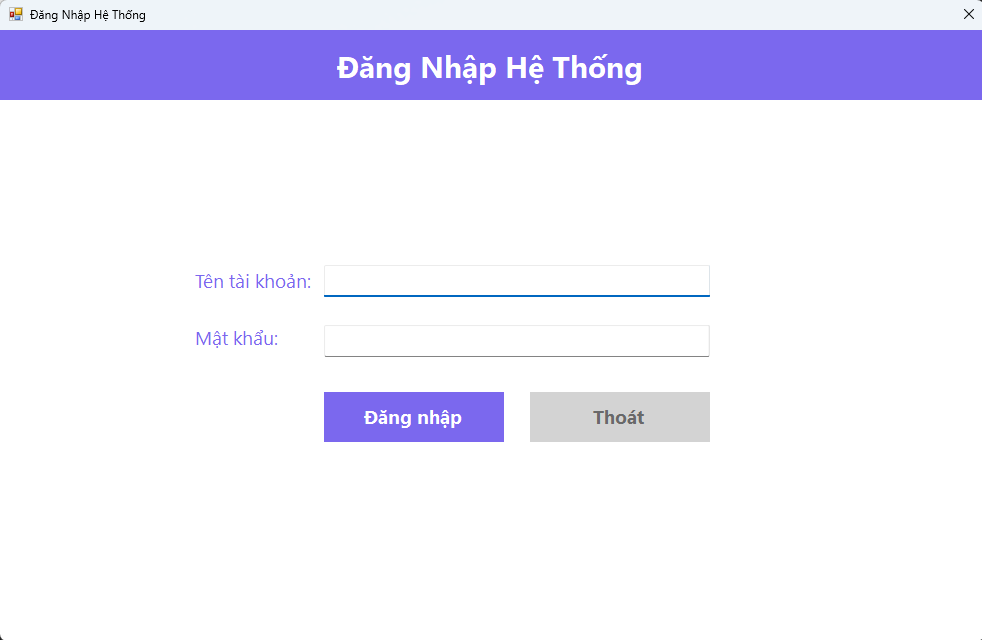 Đăng Nhập Hệ Thống
Đăng Nhập Hệ Thống
Tên tài khoản:
Mật khẩu:
Đăng nhập Thoát